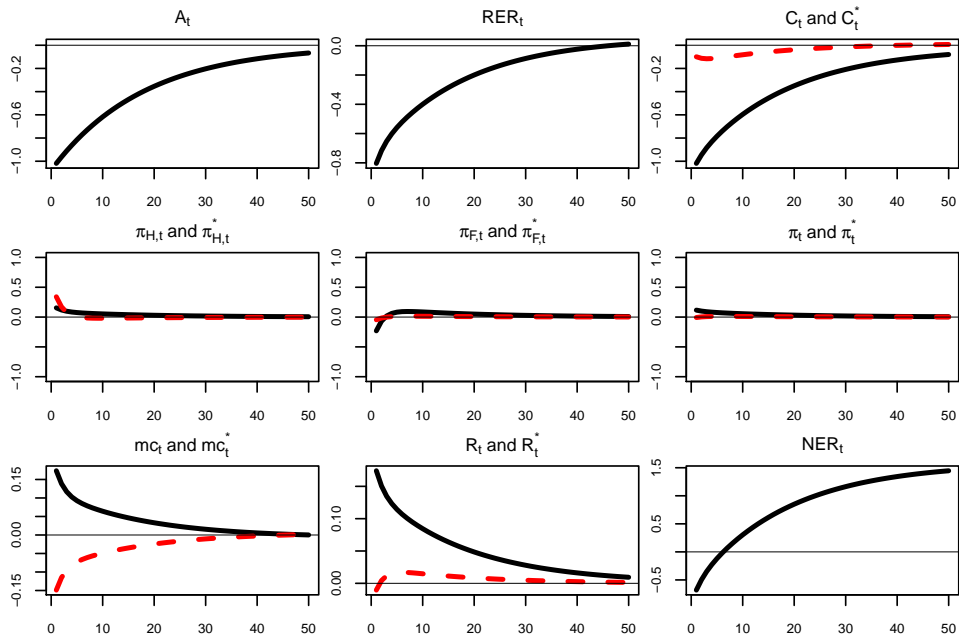 A_t
RER_t
C_t and C_t^*
−0.2
−0.6
−1.0
0 10 20 30 40 50
0.0
−0.4
−0.8
0 10 20 30 40 50
−0.2
−0.6
−1.0
0 10 20 30 40 50
π_H,t and π_H,t^*
π_F,t and π_F,t^*
π_t and π_t^*
1.0
0.5
0.0
−1.0
0 10 20 30 40 50
1.0
0.5
0.0
−1.0
0 10 20 30 40 50
1.0
0.5
0.0
−1.0
0 10 20 30 40 50
mc_t and mc_t^*
R_t and R_t^*
NER_t
0.15
0.00
−0.15
0 10 20 30 40 50
0.10
0.00
0 10 20 30 40 50
1.5
0.5
−0.5
0 10 20 30 40 50